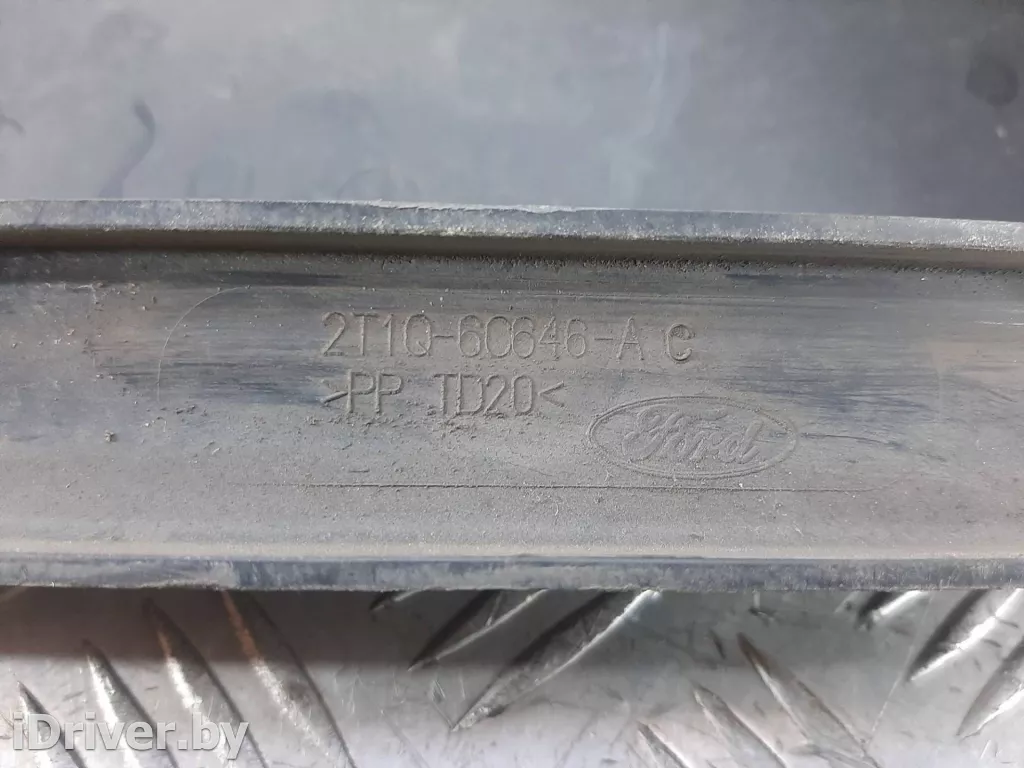 2T1Q-6C646-A C
>PP TD20<
Ford
iDriver.by